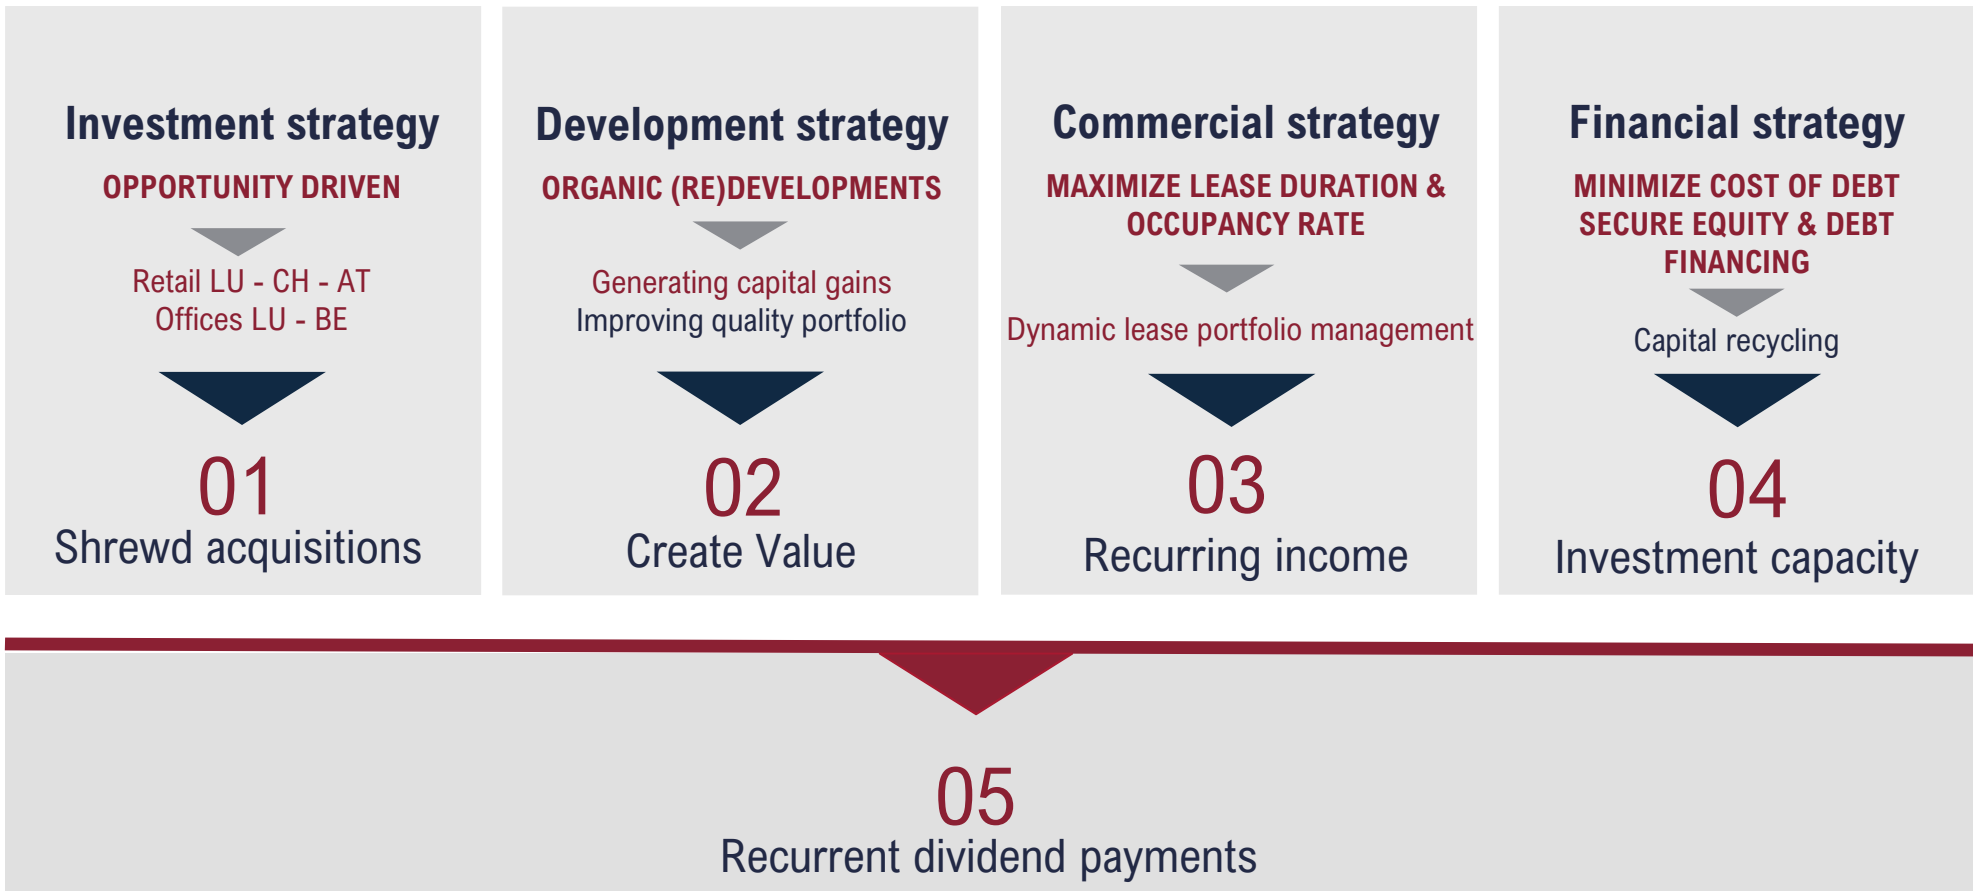 Investment strategy
OPPORTUNITY DRIVEN
Retail LU - CH - AT
Offices LU - BE
01
Shrewd acquisitions
Development strategy
ORGANIC (RE)DEVELOPMENTS
Generating capital gains
Improving quality portfolio
02
Create Value
Commercial strategy
MAXIMIZE LEASE DURATION &
OCCUPANCY RATE
Dynamic lease portfolio management
03
Recurring income
Financial strategy
MINIMIZE COST OF DEBT
SECURE EQUITY & DEBT
FINANCING
Capital recycling
04
Investment capacity
05
Recurrent dividend payments